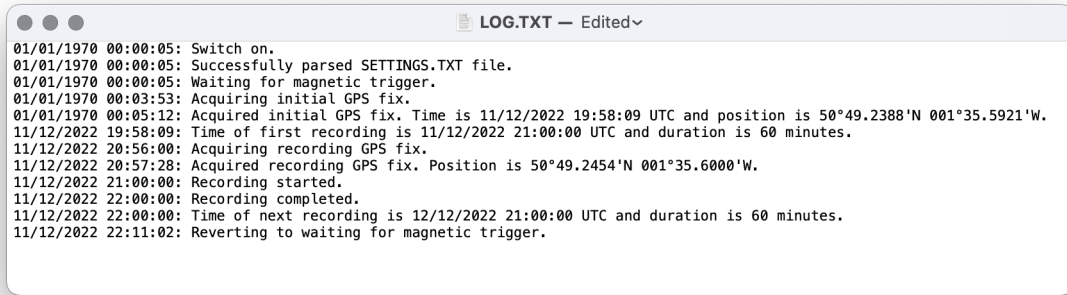 LOG.TXT — Edited
01/01/1970 00:00:05: Switch on.
01/01/1970 00:00:05: Successfully parsed SETTINGS.TXT file.
01/01/1970 00:00:05: Waiting for magnetic trigger.
01/01/1970 00:03:53: Acquiring initial GPS fix.
01/01/1970 00:05:12: Acquired initial GPS fix. Time is 11/12/2022 19:58:09 UTC and position is 50°49.2388'N 001°35.5921'W.
11/12/2022 19:58:09: Time of first recording is 11/12/2022 21:00:00 UTC and duration is 60 minutes.
11/12/2022 20:56:00: Acquiring recording GPS fix.
11/12/2022 20:57:28: Acquired recording GPS fix. Position is 50°49.2454'N 001°35.6000'W.
11/12/2022 21:00:00: Recording started.
11/12/2022 22:00:00: Recording completed.
11/12/2022 22:00:00: Time of next recording is 12/12/2022 21:00:00 UTC and duration is 60 minutes.
11/12/2022 22:11:02: Reverting to waiting for magnetic trigger.